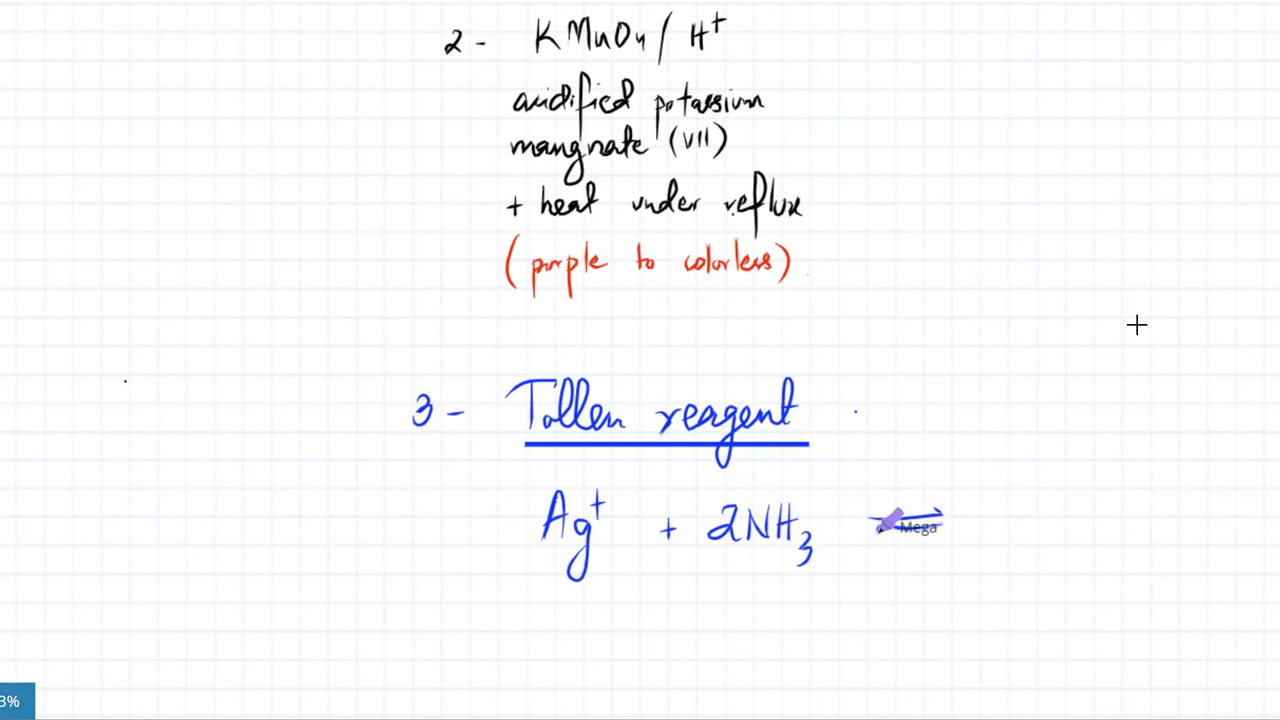 2 - KMnO4 / H+
acidified potassium
mangnate (VII)
+ heat under reflux
(purple to colorless)
3 - Tollen reagent
Ag+ + 2NH3 ⇌
Mega
3%